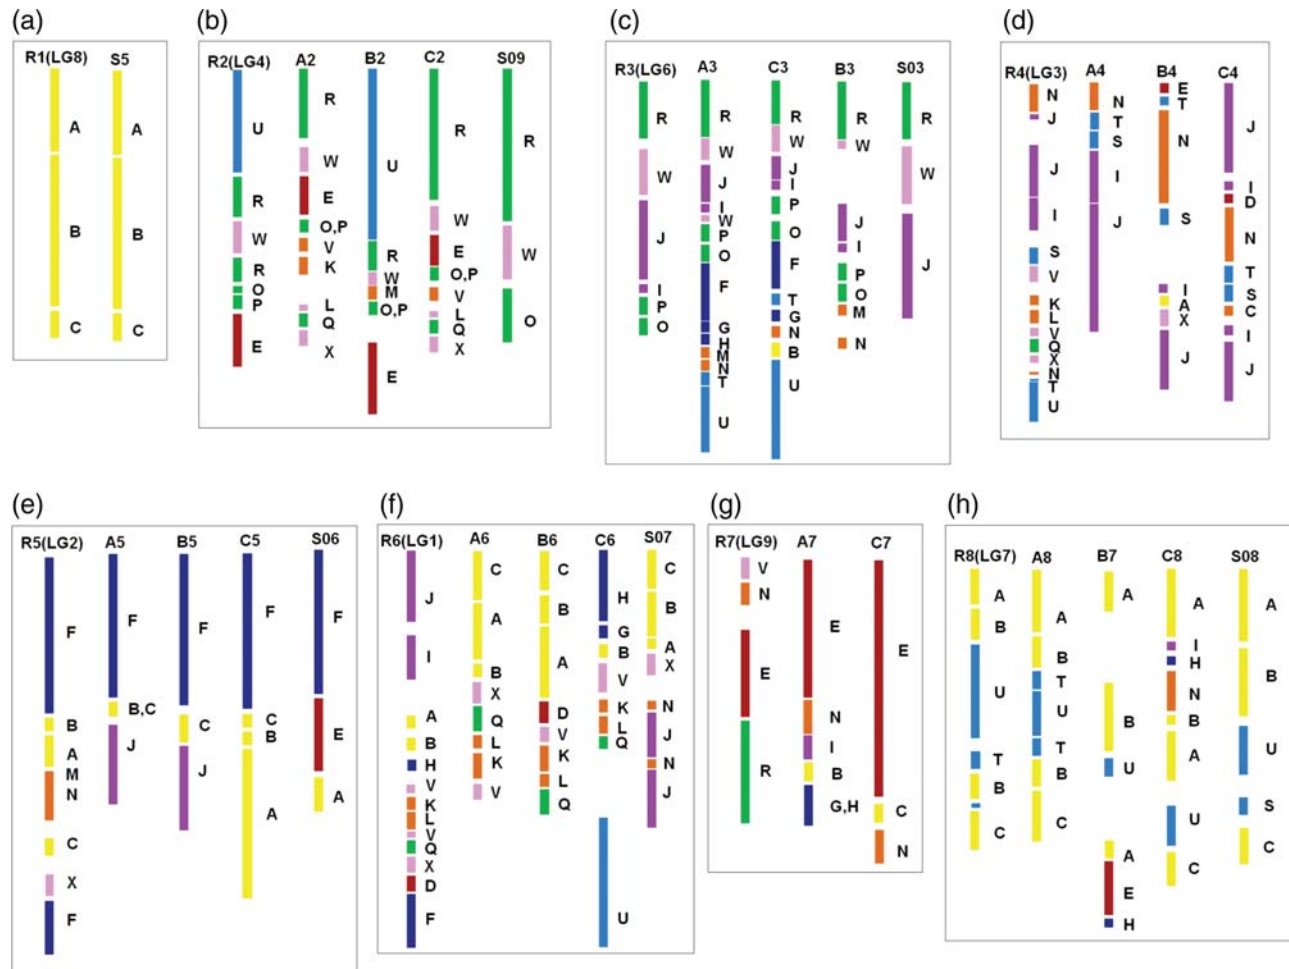 (a)
R1(LG8) S5
A A
B B
C C
(b)
R2(LG4) A2 B2 C2 S09
U R W R O P E
R W E O,P V K L Q X
U R W M O,P E
R W E O,P V L Q X
R W O
(c)
R3(LG6) A3 C3 B3 S03
R W J I P O
R W J I W P O F G H M N T U
R W J I P O F T G N B U
R W J I P O M N
R W J
(d)
R4(LG3) A4 B4 C4
N J J I S V K L V Q X N T U
N T S I J
E T N S I A X J
J I D N T S C I J
(e)
R5(LG2) A5 B5 C5 S06
F B A M N C X F
F B,C J
F C J
F C B A
F E A
(f)
R6(LG1) A6 B6 C6 S07
J I A B H V K L V Q X D F
C A B X Q L K V
C B A D V K L Q
H G B V K L Q U
C B A X N J N J
(g)
R7(LG9) A7 C7
V N E R
E N I B G,H
E C N
(h)
R8(LG7) A8 B7 C8 S08
A B U T B C
A B T U T B C
A B U A E H
A I H N B A U C
A B U S C